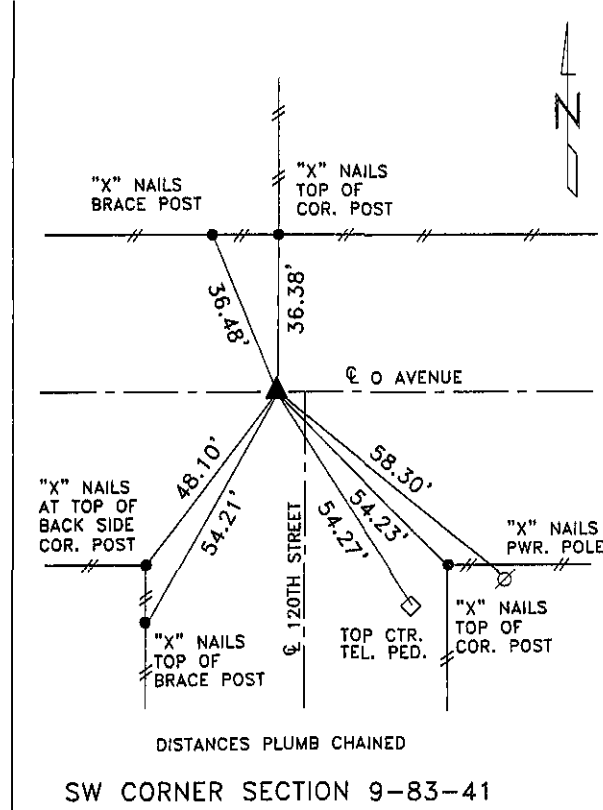 N
"X" NAILS
BRACE POST
"X" NAILS
TOP OF
COR. POST
36.48'
36.38'
℄ O AVENUE
48.10'
54.21'
58.30'
54.23'
54.27'
℄ 120TH STREET
"X" NAILS
AT TOP OF
BACK SIDE
COR. POST
"X" NAILS
PWR. POLE
"X" NAILS
TOP OF
BRACE POST
TOP CTR.
TEL. PED.
"X" NAILS
TOP OF
COR. POST
DISTANCES PLUMB CHAINED
SW CORNER SECTION 9-83-41